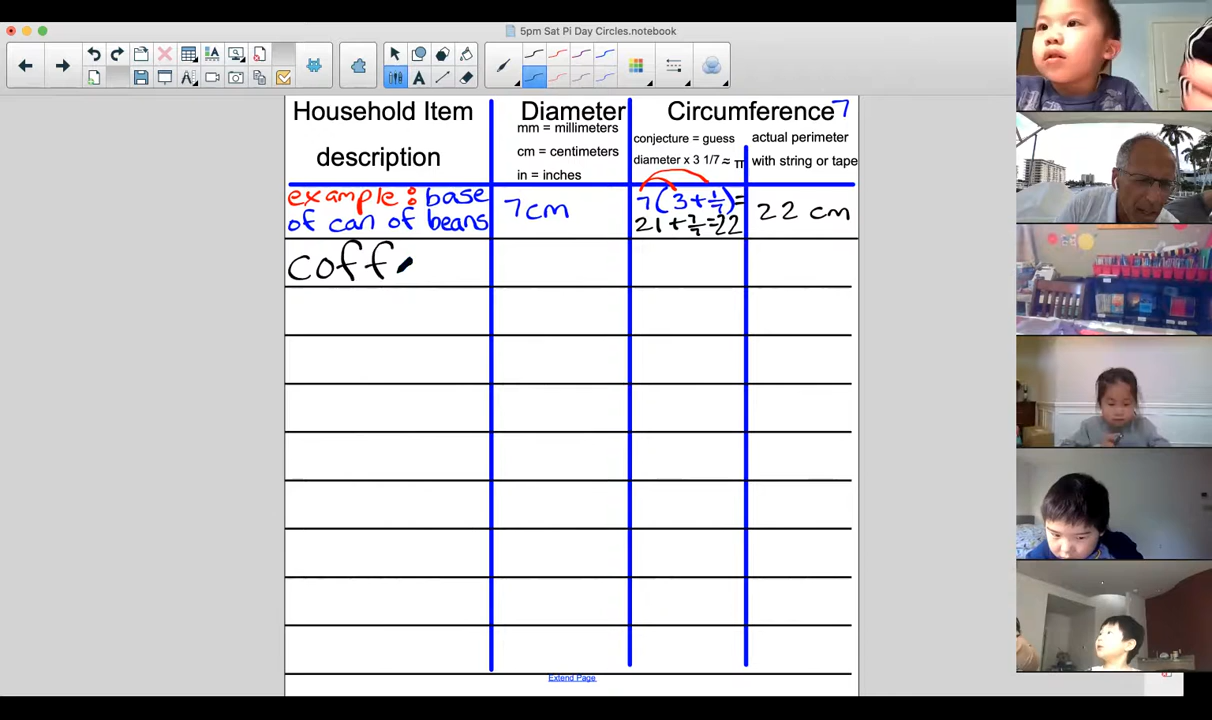 5pm Sat Pi Day Circles.notebook
Household Item
description
Diameter
mm = millimeters
cm = centimeters
in = inches
Circumference 7
conjecture = guess
diameter x 3 1/7 ≈ π
actual perimeter
with string or tape
example : base
of can of beans
7cm
7(3+1/7)=
21+7/7=22
22 cm
coff
Extend Page